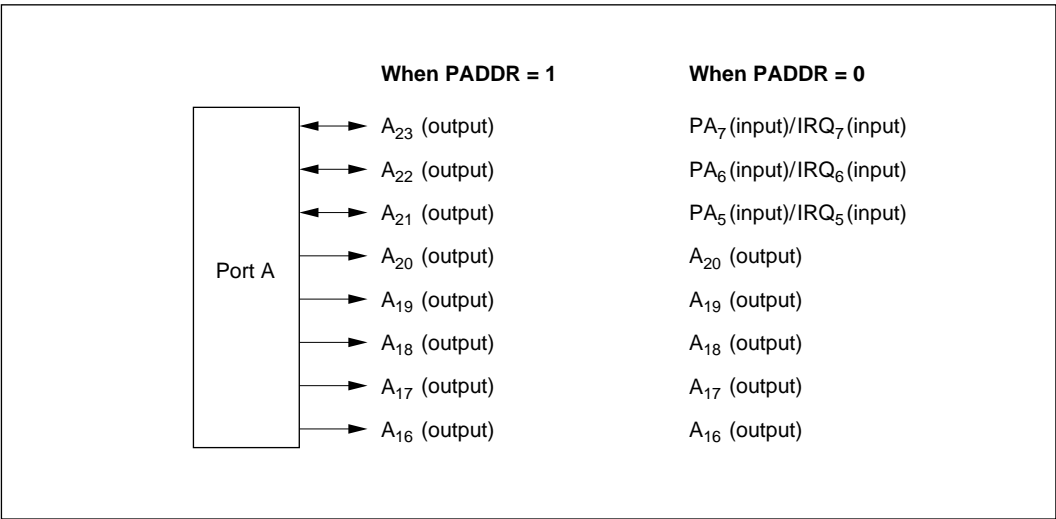 When PADDR = 1 When PADDR = 0
A23 (output) PA7(input)/IRQ7(input)
A22 (output) PA6(input)/IRQ6(input)
A21 (output) PA5(input)/IRQ5(input)
Port A
A20 (output) A20 (output)
A19 (output) A19 (output)
A18 (output) A18 (output)
A17 (output) A17 (output)
A16 (output) A16 (output)